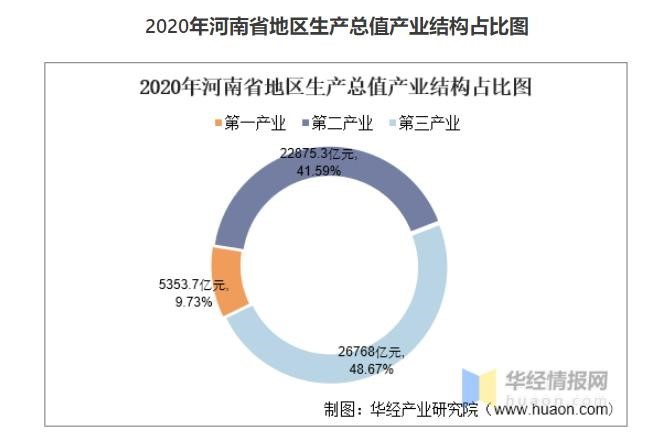 2020年河南省地区生产总值产业结构占比图
2020年河南省地区生产总值产业结构占比图
第一产业 第二产业 第三产业
22875.3亿元,
41.59%
5353.7亿元,
9.73%
26768亿元,
48.67%
华经情报网
huaon.com
制图：华经产业研究院（www.huaon.com)